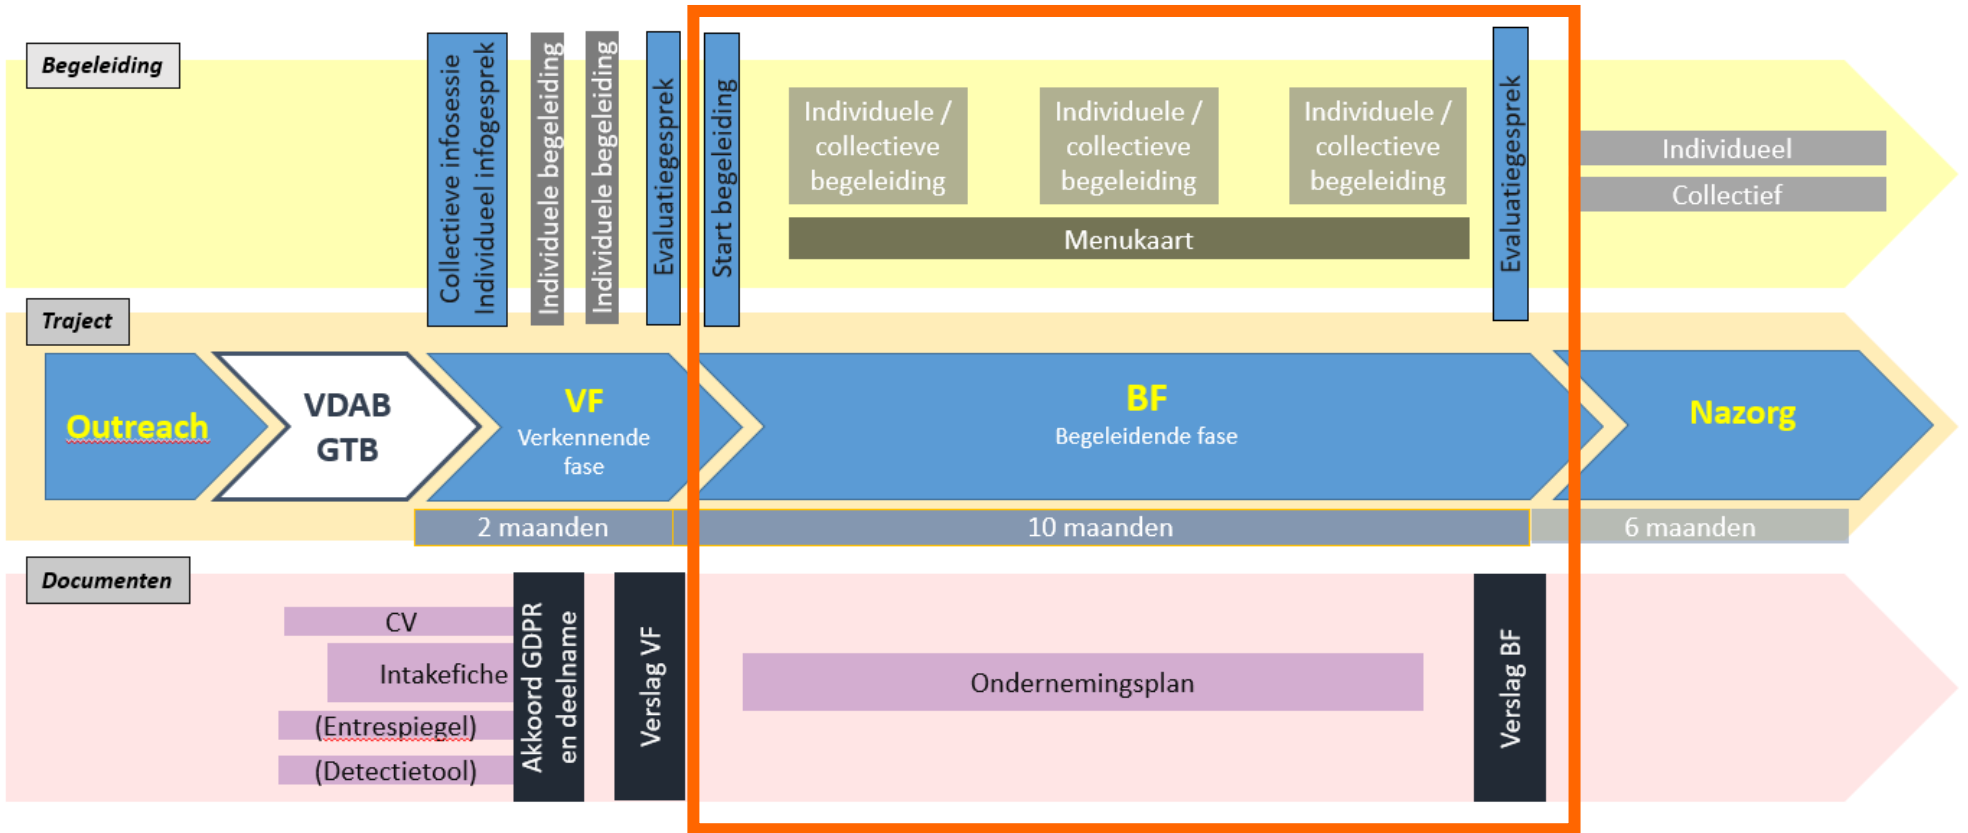 Begeleiding
Collectieve infosessie
Individueel infogesprek
Individuele begeleiding
Individuele begeleiding
Evaluatiegesprek
Start begeleiding
Individuele /
collectieve
begeleiding
Individuele /
collectieve
begeleiding
Individuele /
collectieve
begeleiding
Menukaart
Evaluatiegesprek
Individueel
Collectief
Traject
Outreach
VDAB
GTB
VF
Verkennende
fase
BF
Begeleidende fase
Nazorg
2 maanden
10 maanden
6 maanden
Documenten
CV
Intakefiche
(Entrespiegel)
(Detectietool)
Akkoord GDPR
en deelname
Verslag VF
Ondernemingsplan
Verslag BF